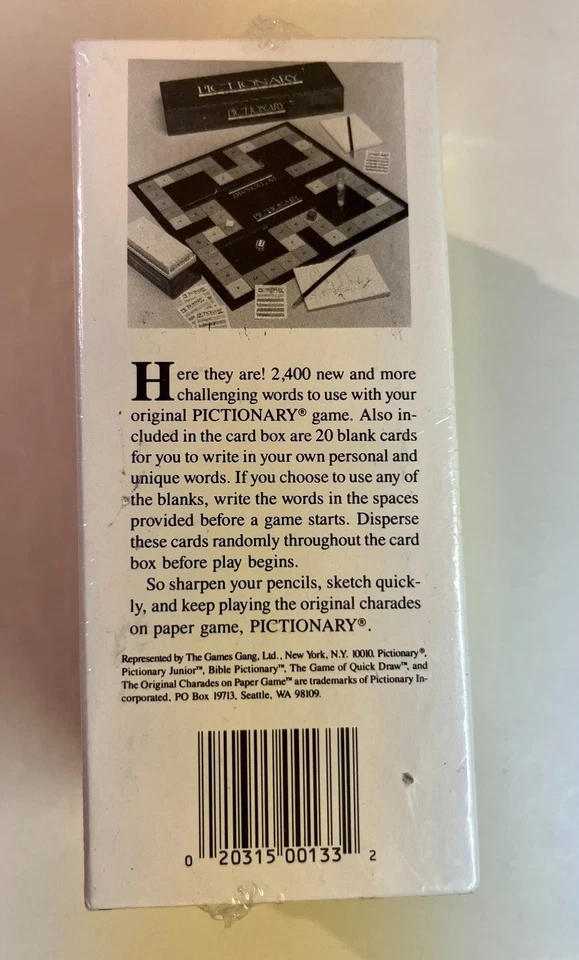 PICTIONARY
PICTIONARY
PICTIONARY
PICTIONARY
Here they are! 2,400 new and more
challenging words to use with your
original PICTIONARY® game. Also in-
cluded in the card box are 20 blank cards
for you to write in your own personal and
unique words. If you choose to use any of
the blanks, write the words in the spaces
provided before a game starts. Disperse
these cards randomly throughout the card
box before play begins.
So sharpen your pencils, sketch quick-
ly, and keep playing the original charades
on paper game, PICTIONARY®.
Represented by The Games Gang, Ltd., New York, N.Y. 10010. Pictionary®,
Pictionary Junior™, Bible Pictionary™, The Game of Quick Draw™, and
The Original Charades on Paper Game™ are trademarks of Pictionary In-
corporated, PO Box 19713, Seattle, WA 98109.
0 20315 00133 2